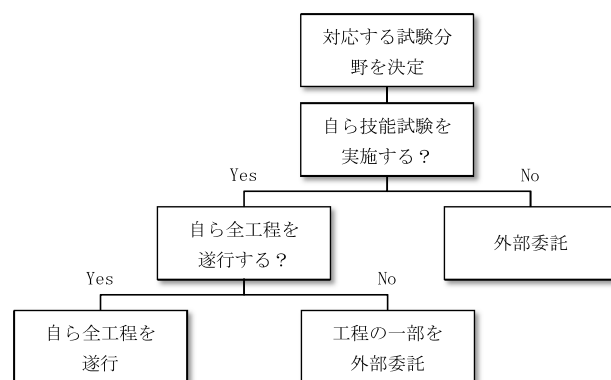 対応する試験分
野を決定
自ら技能試験を
実施する？
Yes
No
自ら全工程を
遂行する？
外部委託
Yes
No
自ら全工程を
遂行
工程の一部を
外部委託